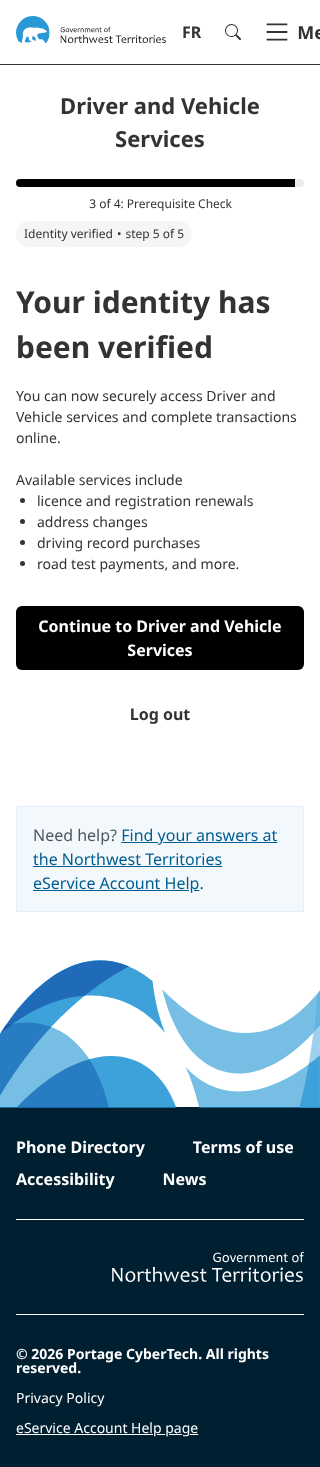 Government of
Northwest Territories
FR
Me
Driver and Vehicle
Services
3 of 4: Prerequisite Check
Identity verified • step 5 of 5
Your identity has
been verified
You can now securely access Driver and
Vehicle services and complete transactions
online.
Available services include
• licence and registration renewals
• address changes
• driving record purchases
• road test payments, and more.
Continue to Driver and Vehicle
Services
Log out
Need help? Find your answers at
the Northwest Territories
eService Account Help.
Phone Directory Terms of use
Accessibility News
Government of
Northwest Territories
© 2026 Portage CyberTech. All rights
reserved.
Privacy Policy
eService Account Help page